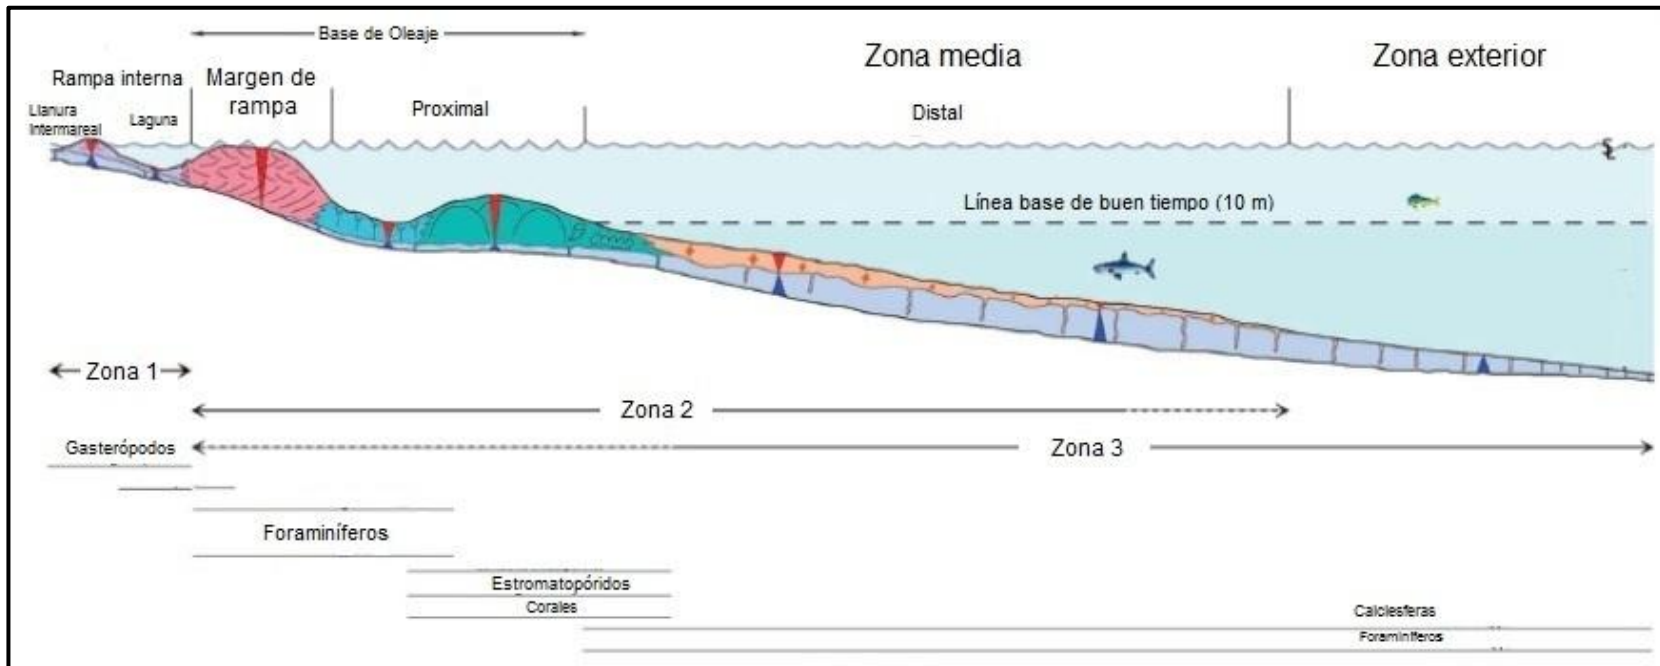 Base de Oleaje
Zona media
Zona exterior
Rampa interna
Margen de
rampa
Llanura
Intermareal
Laguna
Proximal
Distal
Línea base de buen tiempo (10 m)
Zona 1
Zona 2
Gasterópodos
Zona 3
Foraminíferos
Estromatopóridos
Corales
Calciesferas
Foraminíferos